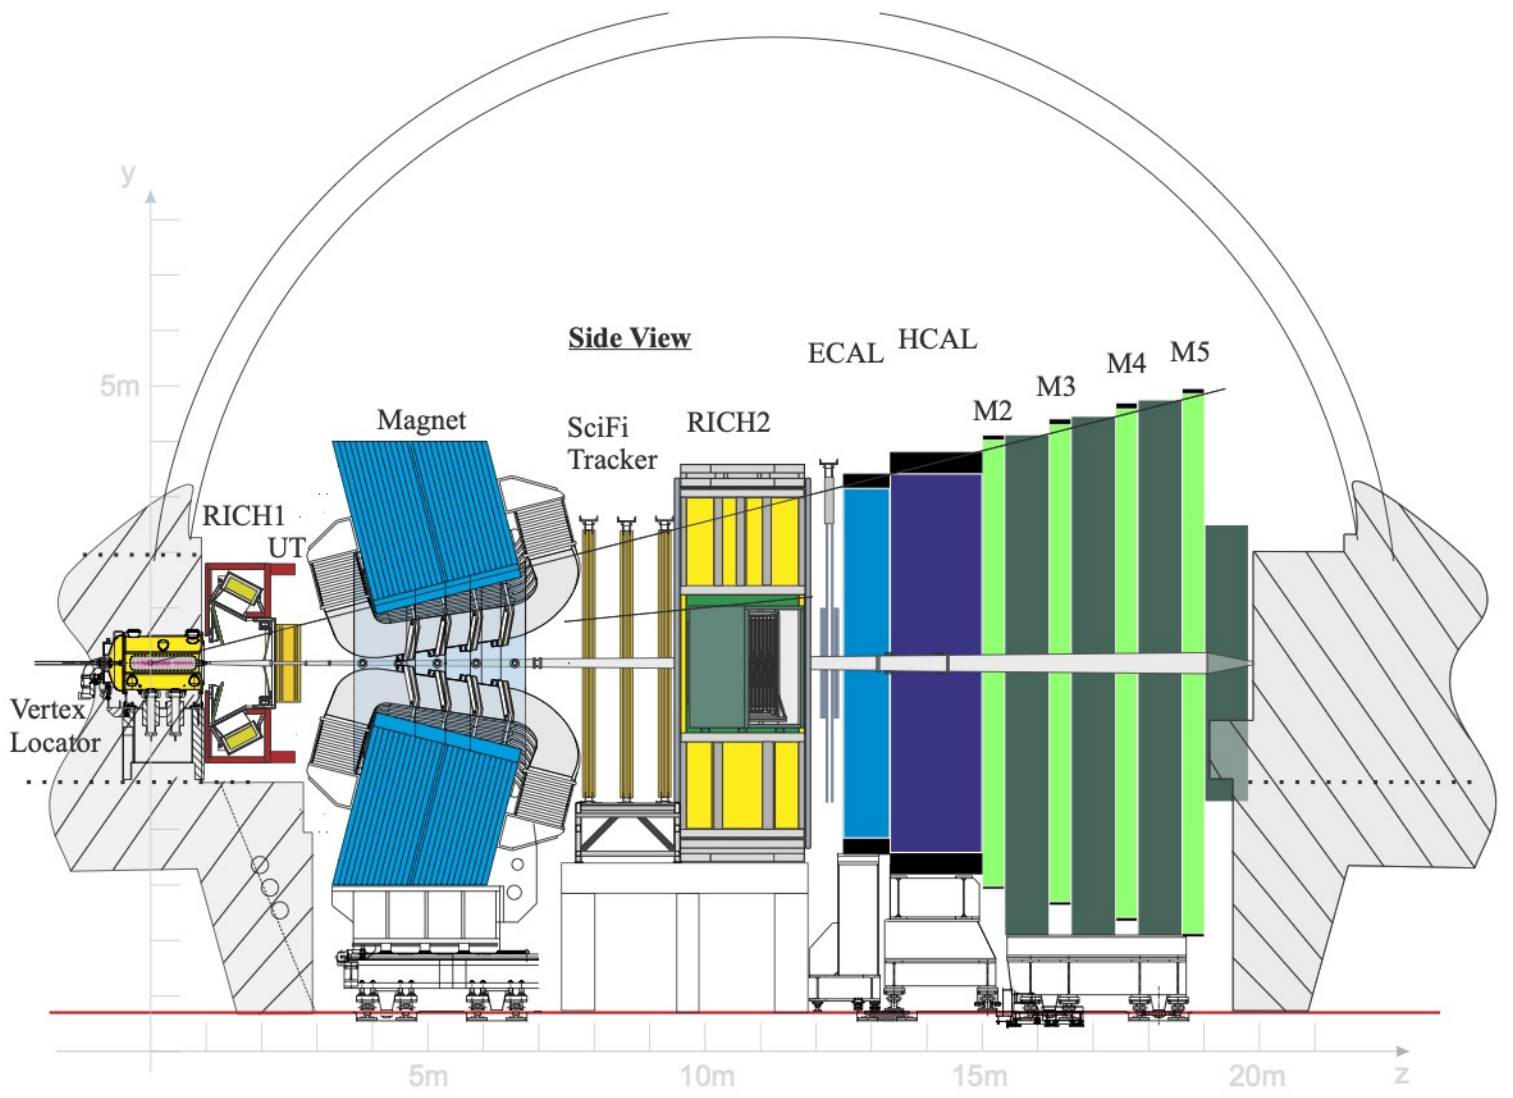 y
Side View
ECAL
HCAL
M5
M4
M3
5m
M2
Magnet
SciFi
Tracker
RICH2
RICH1
UT
Vertex
Locator
5m
10m
15m
20m
z